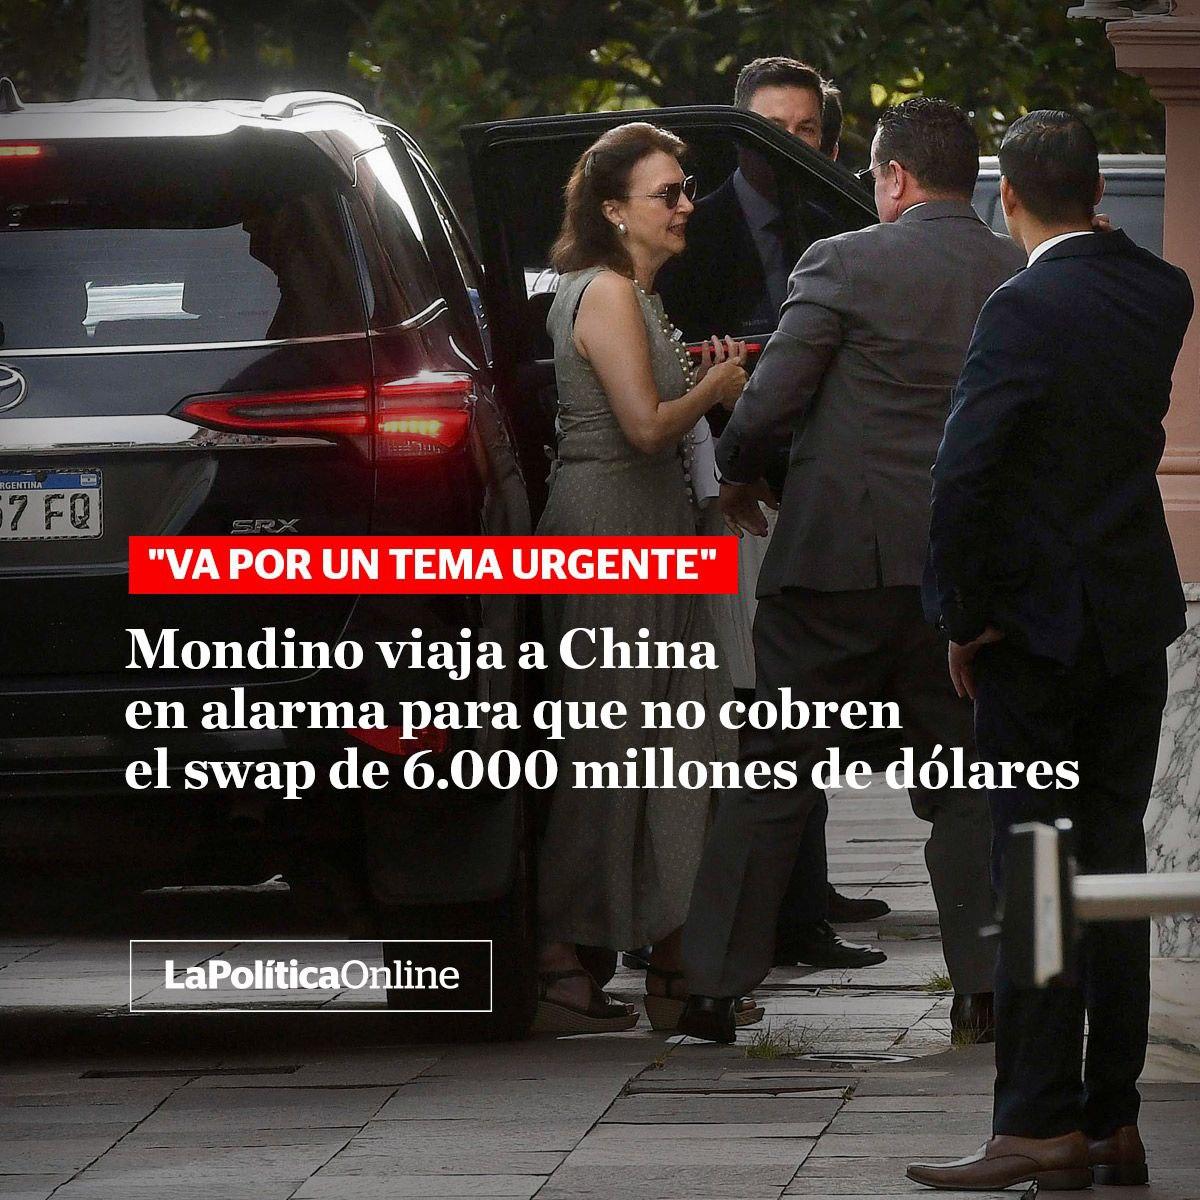 ARGENTINA
57 FQ
SRX
"VA POR UN TEMA URGENTE"
Mondino viaja a China
en alarma para que no cobren
el swap de 6.000 millones de dólares
LaPolíticaOnline